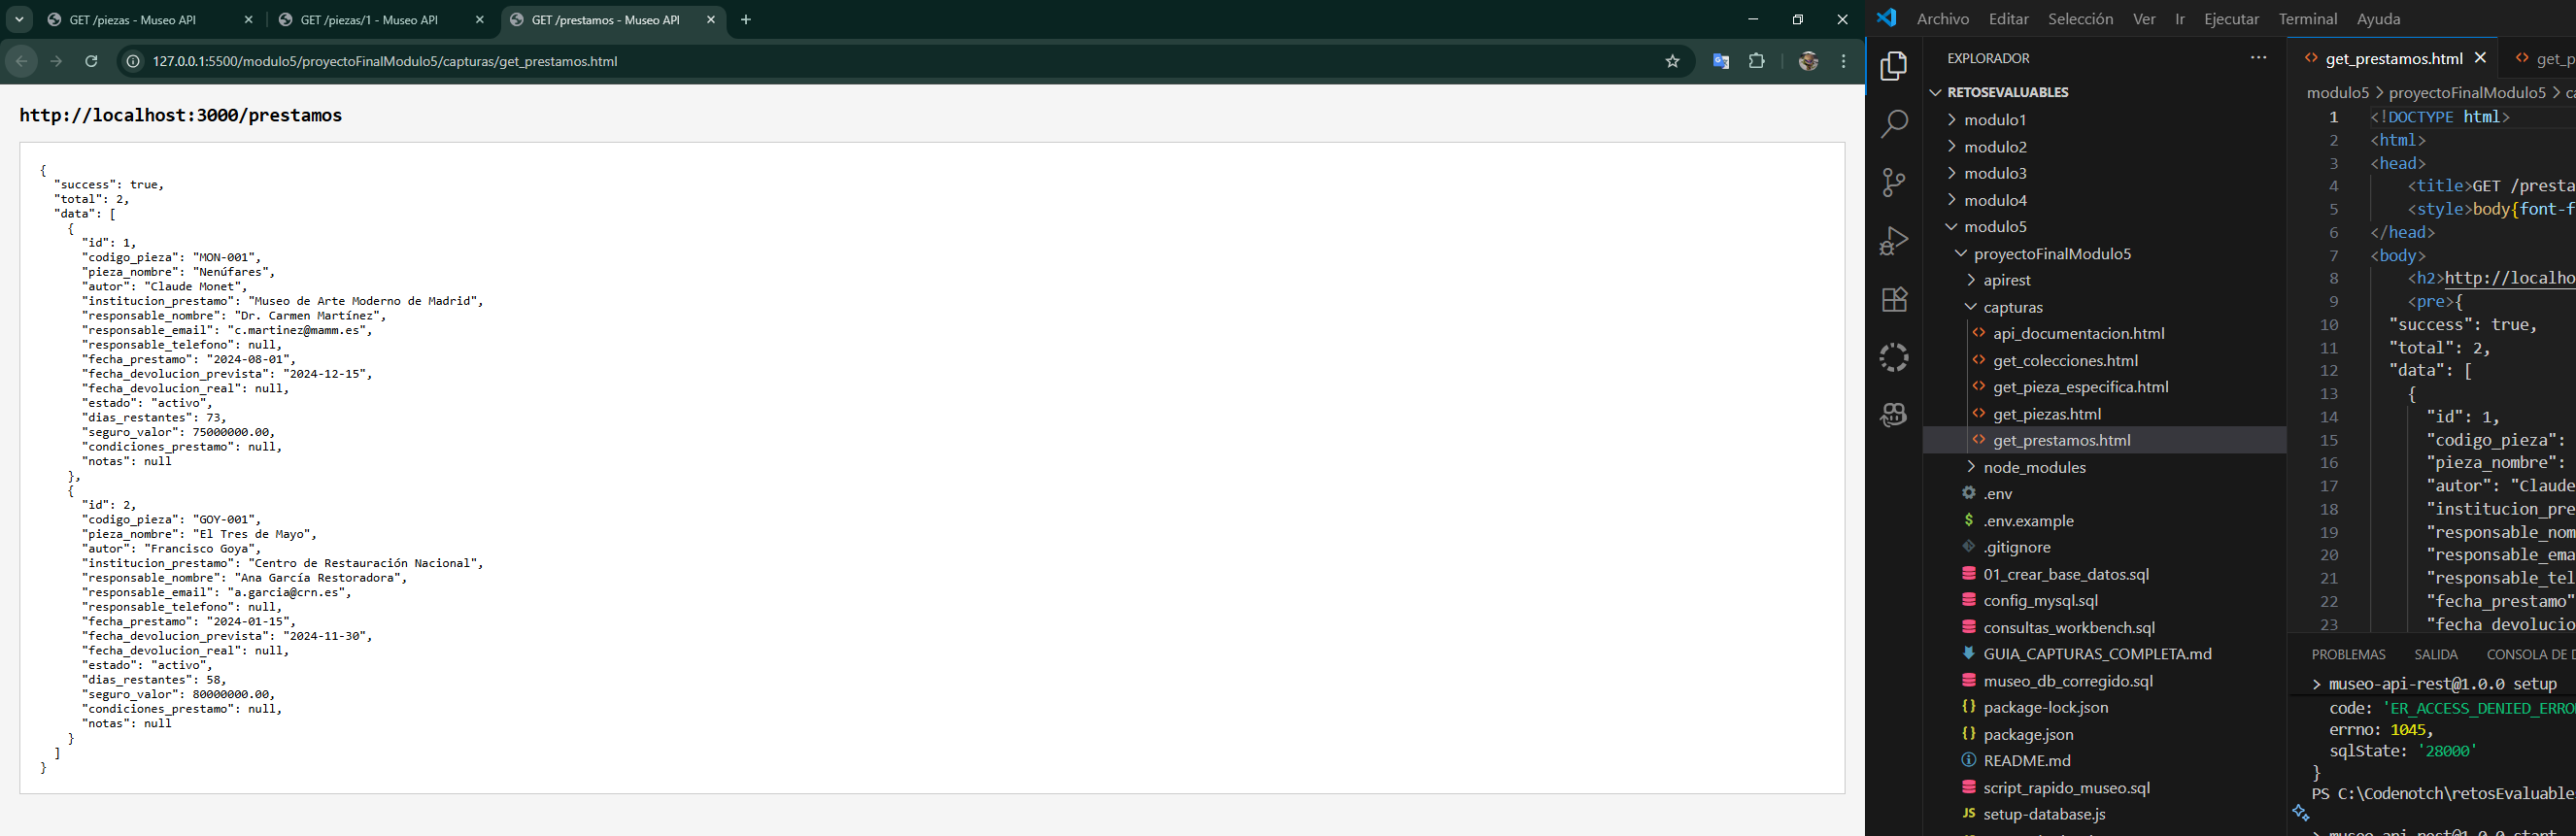 GET /piezas - Museo API
GET /piezas/1 - Museo API
GET /prestamos - Museo API
127.0.0.1:5500/modulo5/proyectoFinalModulo5/capturas/get_prestamos.html
http://localhost:3000/prestamos
{
"success": true,
"total": 2,
"data": [
{
"id": 1,
"codigo_pieza": "MON-001",
"pieza_nombre": "Nenúfares",
"autor": "Claude Monet",
"institucion_prestamo": "Museo de Arte Moderno de Madrid",
"responsable_nombre": "Dr. Carmen Martínez",
"responsable_email": "c.martinez@mamm.es",
"responsable_telefono": null,
"fecha_prestamo": "2024-08-01",
"fecha_devolucion_prevista": "2024-12-15",
"fecha_devolucion_real": null,
"estado": "activo",
"dias_restantes": 73,
"seguro_valor": 75000000.00,
"condiciones_prestamo": null,
"notas": null
},
{
"id": 2,
"codigo_pieza": "GOY-001",
"pieza_nombre": "El Tres de Mayo",
"autor": "Francisco Goya",
"institucion_prestamo": "Centro de Restauración Nacional",
"responsable_nombre": "Ana García Restoradora",
"responsable_email": "a.garcia@crn.es",
"responsable_telefono": null,
"fecha_prestamo": "2024-01-15",
"fecha_devolucion_prevista": "2024-11-30",
"fecha_devolucion_real": null,
"estado": "activo",
"dias_restantes": 58,
"seguro_valor": 80000000.00,
"condiciones_prestamo": null,
"notas": null
}
]
}
Archivo Editar Selección Ver Ir Ejecutar Terminal Ayuda
EXPLORADOR
RETOSEVALUABLES
modulo1
modulo2
modulo3
modulo4
modulo5
proyectoFinalModulo5
apirest
capturas
api_documentacion.html
get_colecciones.html
get_pieza_especifica.html
get_piezas.html
get_prestamos.html
node_modules
.env
.env.example
.gitignore
01_crear_base_datos.sql
config_mysql.sql
consultas_workbench.sql
GUIA_CAPTURAS_COMPLETA.md
museo_db_corregido.sql
package-lock.json
package.json
README.md
script_rapido_museo.sql
setup-database.js
get_prestamos.html
get_p
modulo5 > proyectoFinalModulo5 > ca
1 <!DOCTYPE html>
2 <html>
3 <head>
4 <title>GET /presta
5 <style>body{font-f
6 </head>
7 <body>
8 <h2>http://localho
9 <pre>{
10 "success": true,
11 "total": 2,
12 "data": [
13 {
14 "id": 1,
15 "codigo_pieza":
16 "pieza_nombre":
17 "autor": "Claude
18 "institucion_pre
19 "responsable_nom
20 "responsable_ema
21 "responsable_tel
22 "fecha_prestamo"
23 "fecha_devolucio
PROBLEMAS SALIDA CONSOLA DE D
> museo-api-rest@1.0.0 setup
code: 'ER_ACCESS_DENIED_ERRO
errno: 1045,
sqlState: '28000'
}
PS C:\Codenotch\retosEvaluable
> museo-api-rest@1.0.0 start